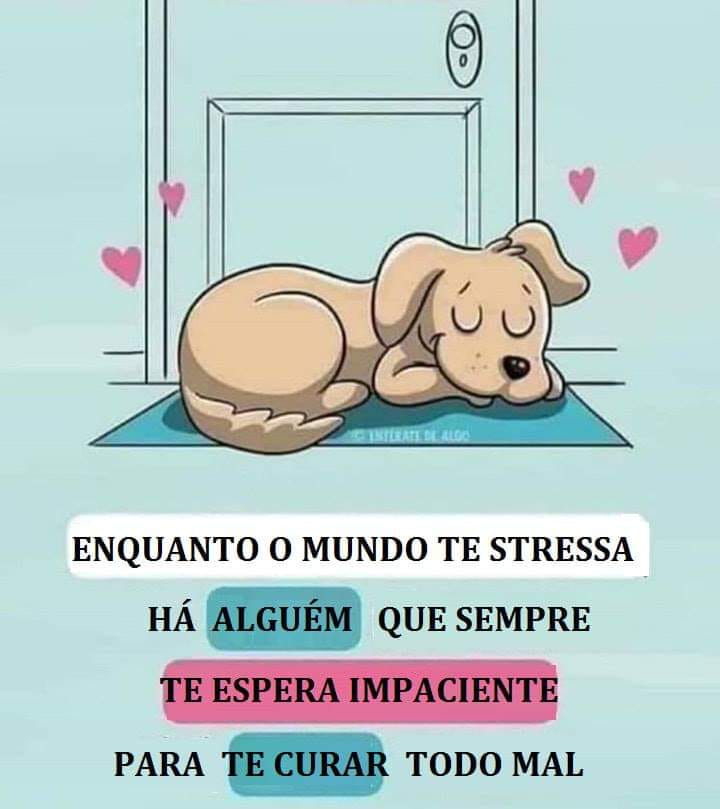 © ENTÉRATE DE ALGO
ENQUANTO O MUNDO TE STRESSA
HÁ ALGUÉM QUE SEMPRE
TE ESPERA IMPACIENTE
PARA TE CURAR TODO MAL